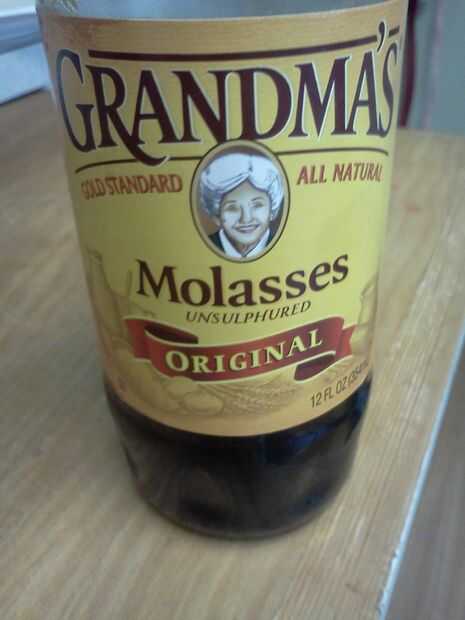 GRANDMA'S
GOLD STANDARD ALL NATURAL
Molasses
UNSULPHURED
ORIGINAL
12 FL OZ